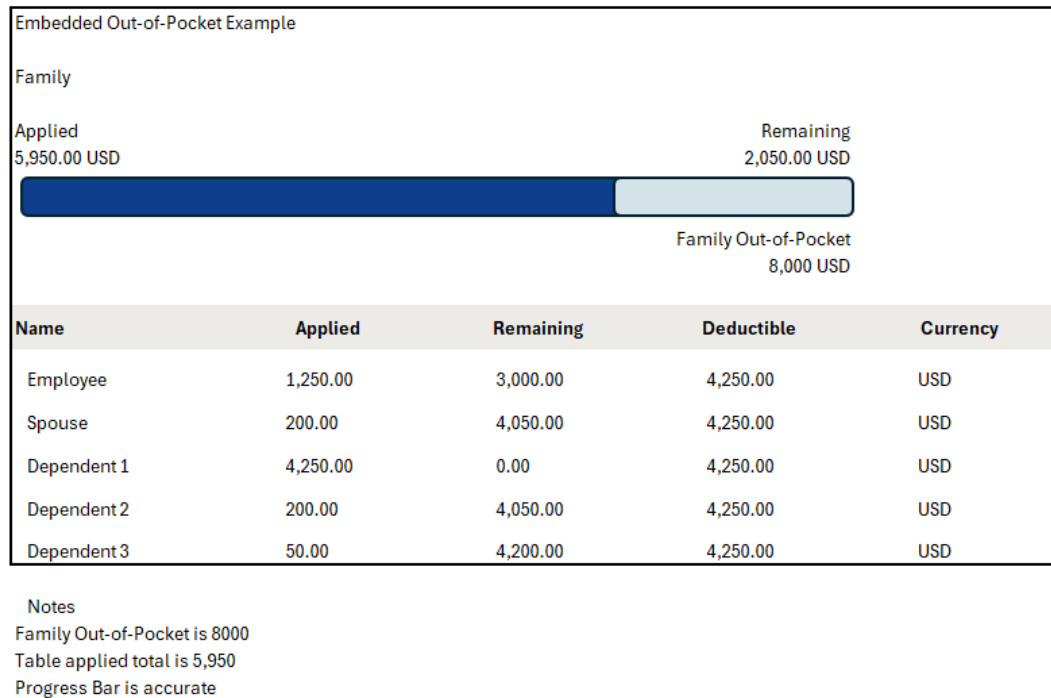 Embedded Out-of-Pocket Example
Family
Applied Remaining
5,950.00 USD 2,050.00 USD
Family Out-of-Pocket
8,000 USD
Name Applied Remaining Deductible Currency
Employee 1,250.00 3,000.00 4,250.00 USD
Spouse 200.00 4,050.00 4,250.00 USD
Dependent 1 4,250.00 0.00 4,250.00 USD
Dependent 2 200.00 4,050.00 4,250.00 USD
Dependent 3 50.00 4,200.00 4,250.00 USD
Notes
Family Out-of-Pocket is 8000
Table applied total is 5,950
Progress Bar is accurate